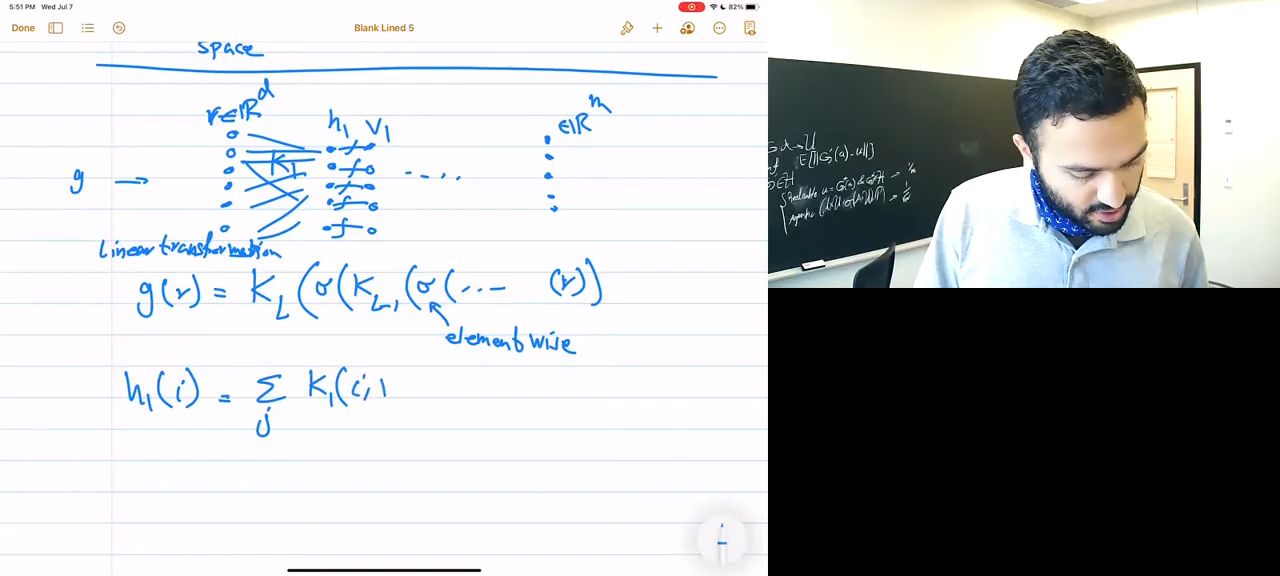 5:51 PM Wed Jul 7
82%
Done
Blank Lined 5
space
r ∈ ℝ^d
h₁ V₁
∈ ℝ^m
K₁
g →
.....
Linear transformation
g(r) = K_L (σ(K_L-1 (σ(... (r))
elementwise
h₁(i) = Σ_j K₁(i,